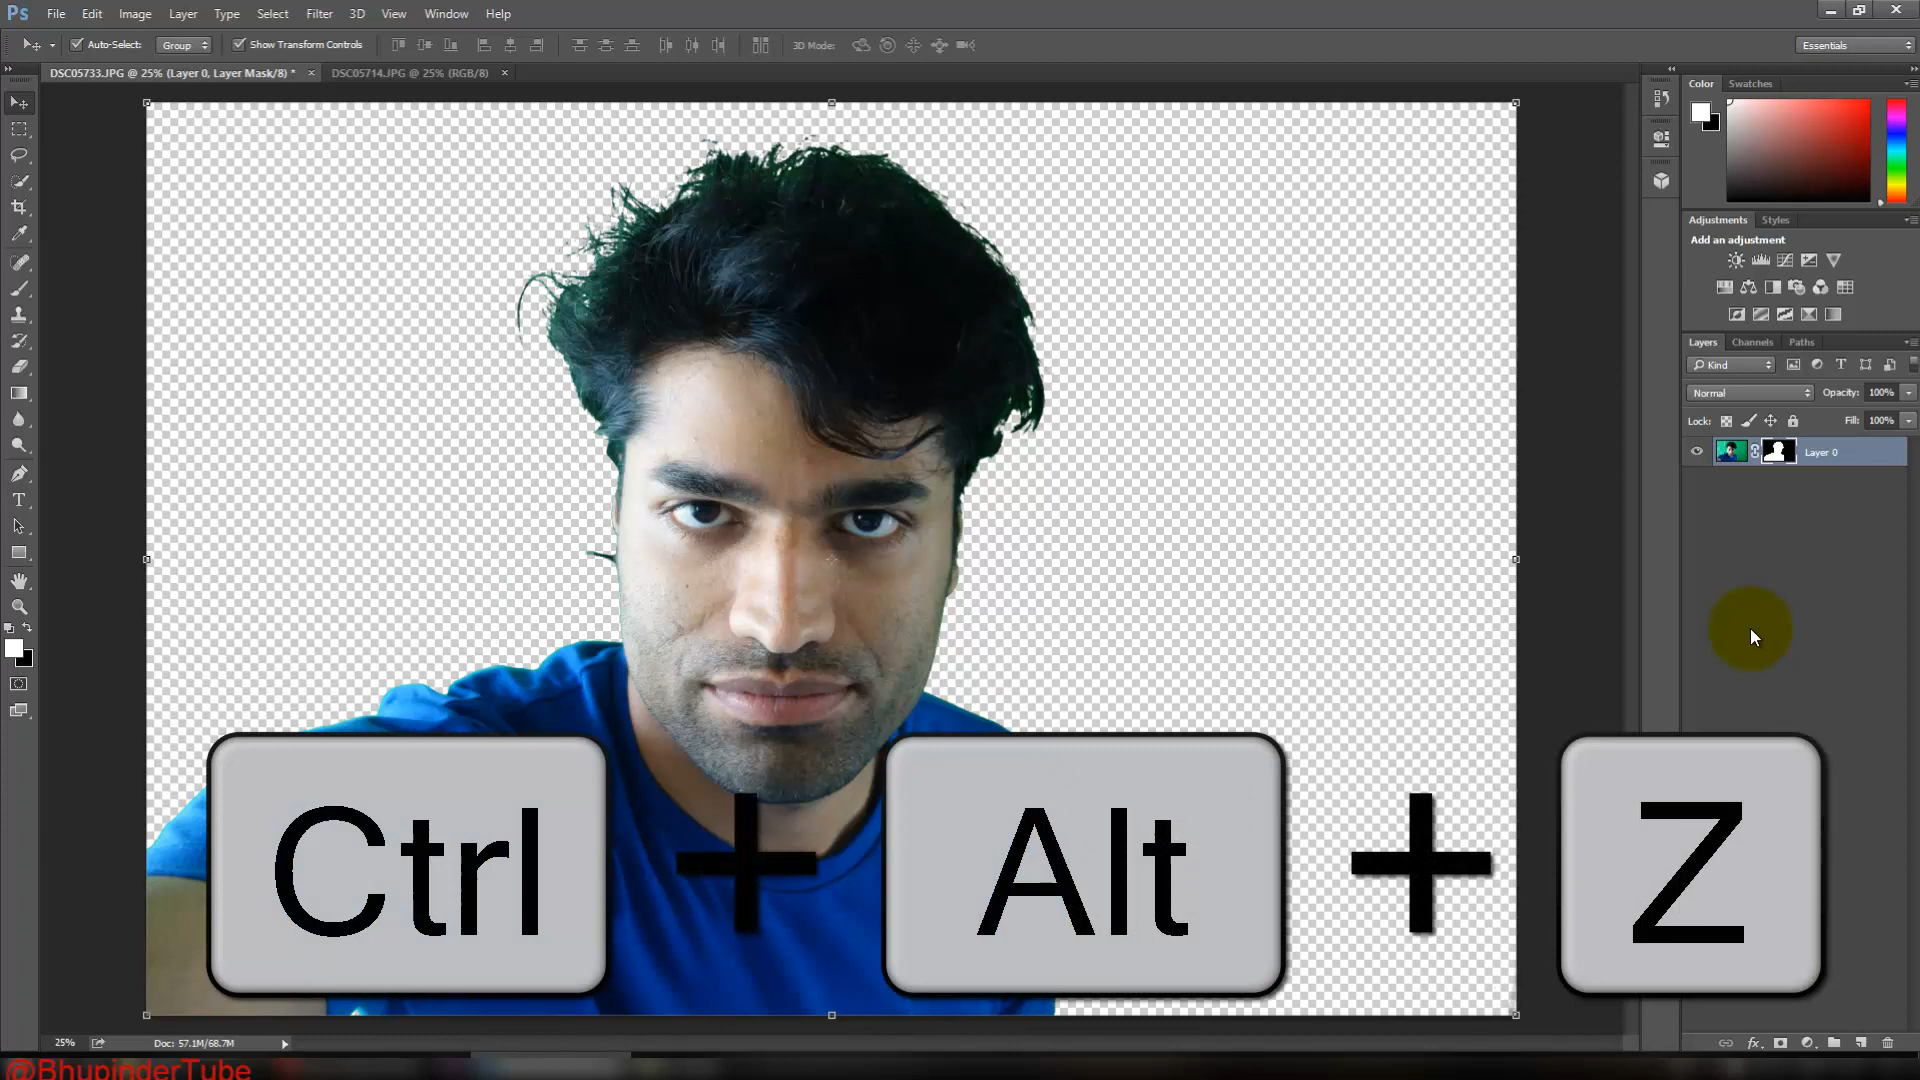 Ps File Edit Image Layer Type Select Filter 3D View Window Help
Auto-Select: Group Show Transform Controls 3D Mode: Essentials
DSC05733.JPG @ 25% (Layer 0, Layer Mask/8) * × DSC05714.JPG @ 25% (RGB/8) ×
Color Swatches
Adjustments Styles
Add an adjustment
Layers Channels Paths
Kind
Normal Opacity: 100%
Lock: Fill: 100%
Layer 0
Ctrl + Alt + Z
25% Doc: 57.1M/68.7M
@BhupinderTube